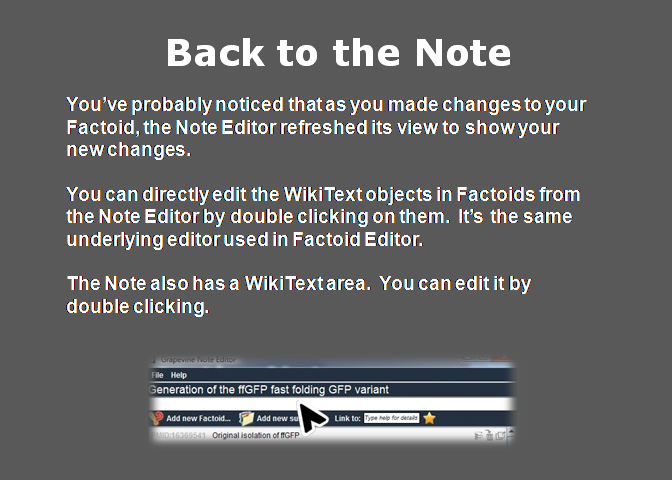 Back to the Note
You've probably noticed that as you made changes to your
Factoid, the Note Editor refreshed its view to show your
new changes.
You can directly edit the WikiText objects in Factoids from
the Note Editor by double clicking on them. It's the same
underlying editor used in Factoid Editor.
The Note also has a WikiText area. You can edit it by
double clicking.
Grapevine Note Editor
File Help
Generation of the ffGFP fast folding GFP variant
Add new Factoid... Add new su Link to: Type help for details
16369541 Original isolation of ffGFP